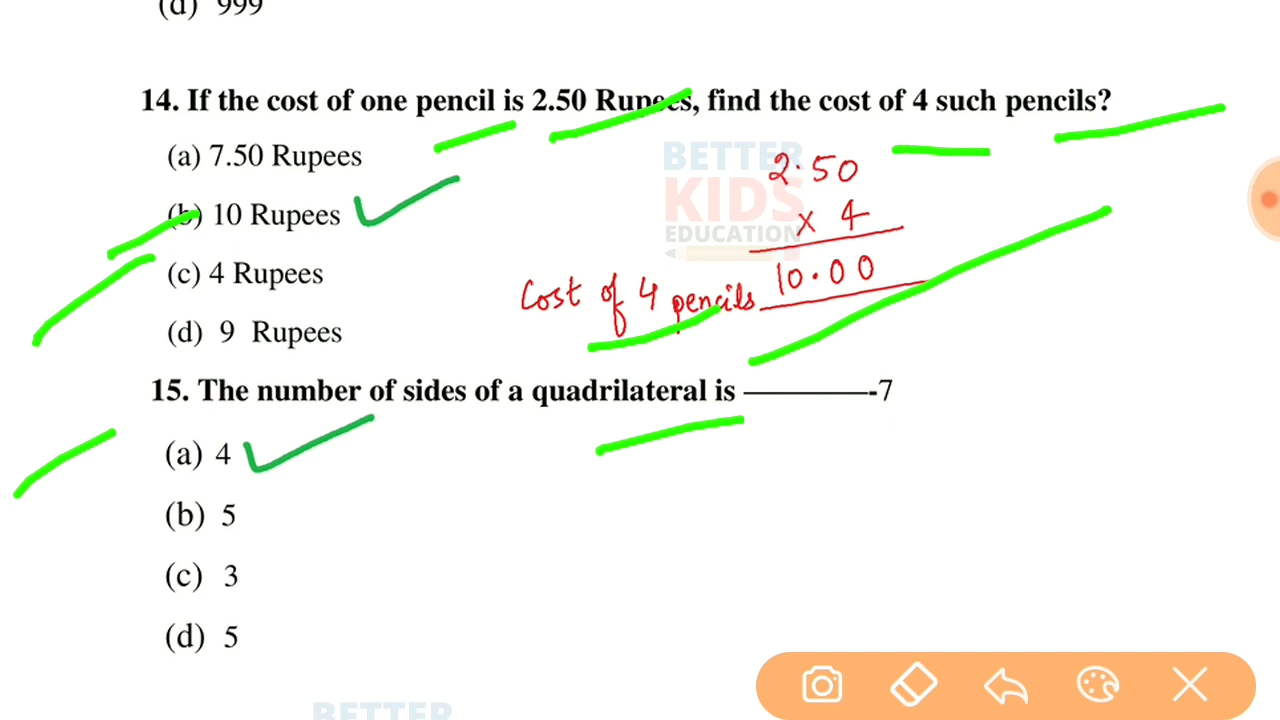 (d) 999
14. If the cost of one pencil is 2.50 Rupees, find the cost of 4 such pencils?
(a) 7.50 Rupees
(b) 10 Rupees
(c) 4 Rupees
(d) 9 Rupees
BETTER
KIDS
EDUCATION
2.50
x 4
Cost of 4 pencils 10.00
15. The number of sides of a quadrilateral is ————-7
(a) 4
(b) 5
(c) 3
(d) 5
BETTER